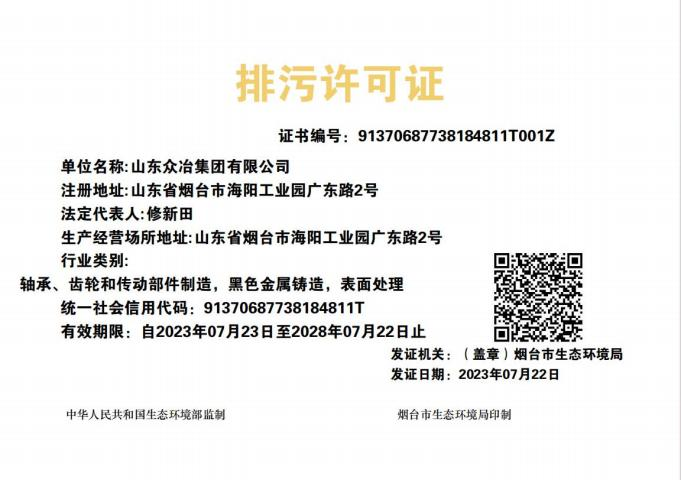 排污许可证
证书编号：91370687738184811T001Z
单位名称:山东众冶集团有限公司
注册地址:山东省烟台市海阳工业园广东路2号
法定代表人:修新田
生产经营场所地址:山东省烟台市海阳工业园广东路2号
行业类别:
轴承、齿轮和传动部件制造，黑色金属铸造，表面处理
统一社会信用代码：91370687738184811T
有效期限：自2023年07月23日至2028年07月22日止
发证机关：（盖章）烟台市生态环境局
发证日期：2023年07月22日
中华人民共和国生态环境部监制
烟台市生态环境局印制